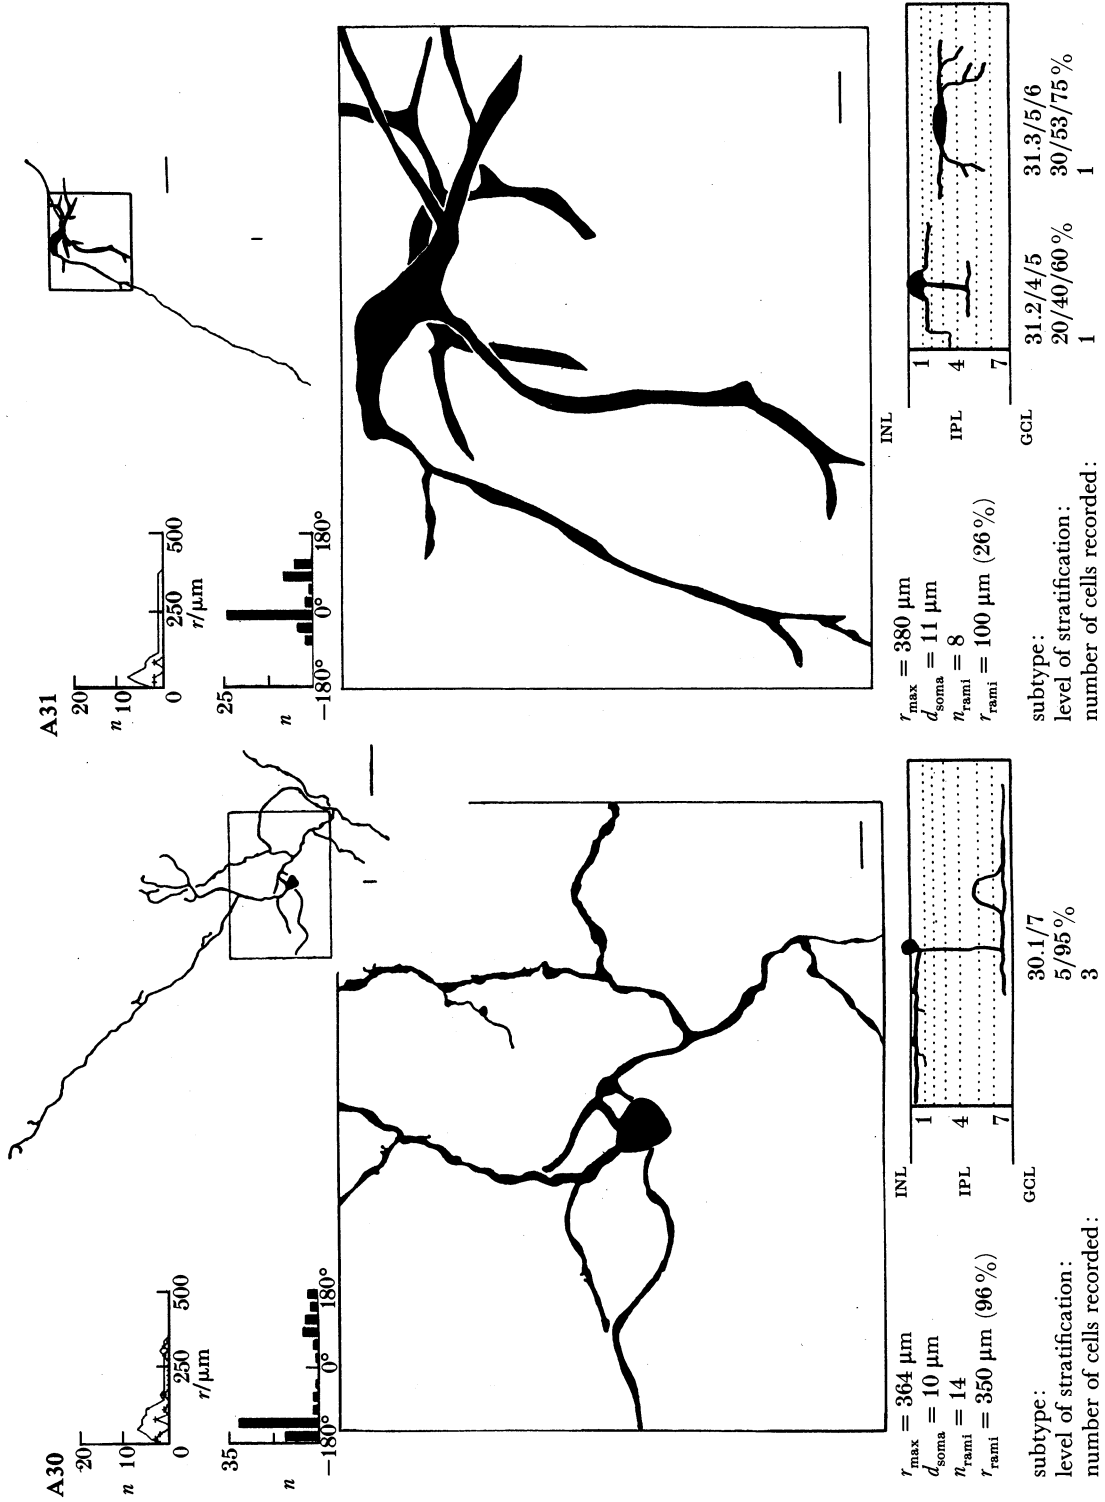 A30
20
n 10
0 250 500
r/µm
35
n
−180° 0° 180°
r_max = 364 µm
d_soma = 10 µm
n_rami = 14
r_rami = 350 µm (96 %)
INL
IPL
GCL
1
4
7
subtype: 30.1/7
level of stratification: 5/95 %
number of cells recorded: 3
A31
20
n 10
0 250 500
r/µm
25
n
−180° 0° 180°
r_max = 380 µm
d_soma = 11 µm
n_rami = 8
r_rami = 100 µm (26 %)
INL
IPL
GCL
1
4
7
subtype: 31.2/4/5 31.3/5/6
level of stratification: 20/40/60 % 30/53/75 %
number of cells recorded: 1 1